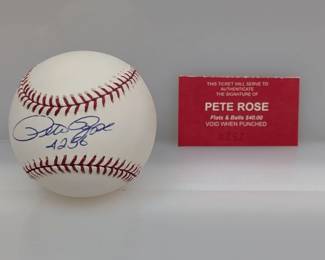 Pete Rose
4256
THIS TICKET WILL SERVE TO
AUTHENTICATE
THE SIGNATURE OF
PETE ROSE
Flats & Balls $40.00
VOID WHEN PUNCHED